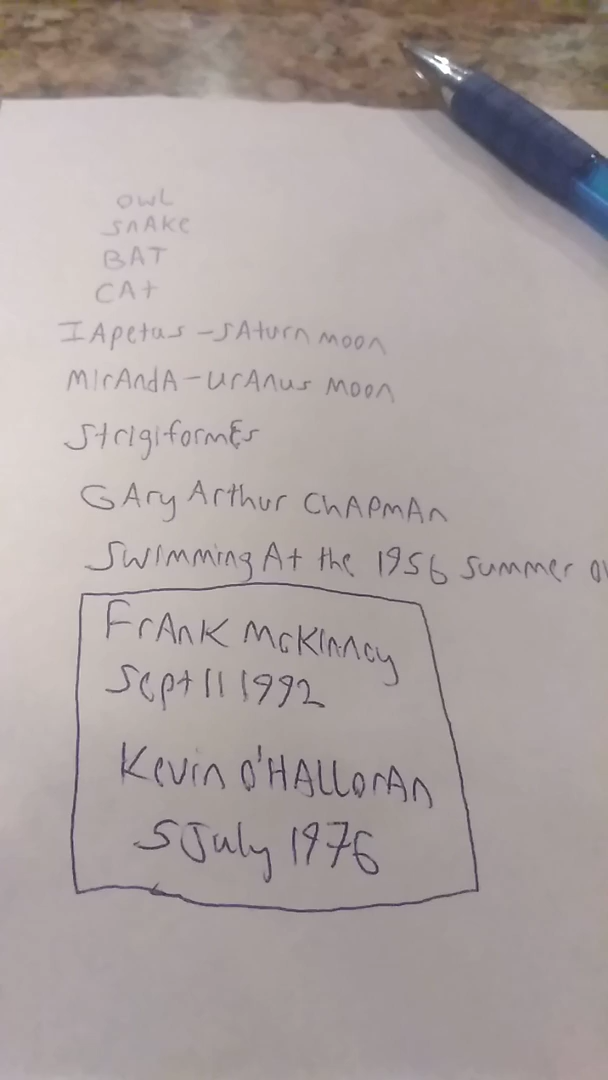 OWL
SNAKE
BAT
CAT
IAPETUS - SATURN MOON
MIRANDA - URANUS MOON
STRIGIFORMES
GARY ARTHUR CHAPMAN
SWIMMING AT THE 1956 SUMMER
FRANK MCKINNEY
SEPT 11 1992
KEVIN O'HALLORAN
5 JULY 1976